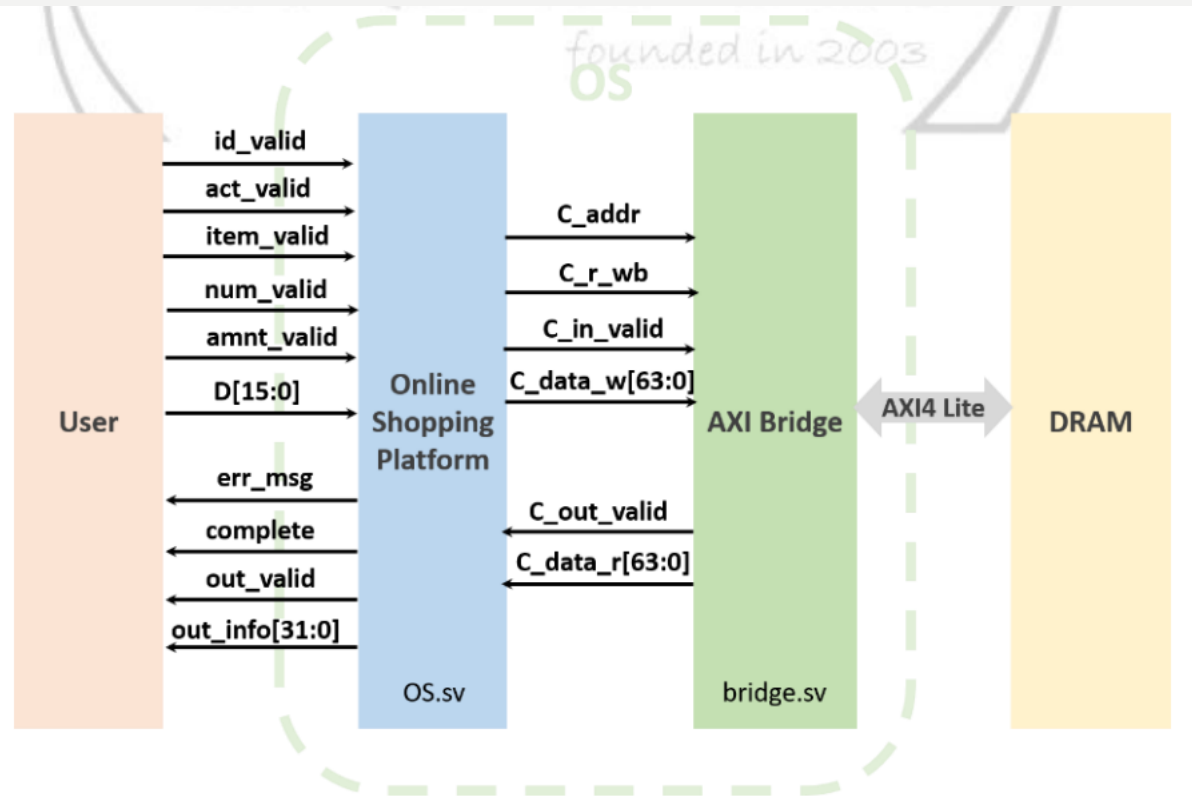 founded in 2003
OS
id_valid
act_valid
item_valid
num_valid
amnt_valid
D[15:0]
err_msg
complete
out_valid
out_info[31:0]
C_addr
C_r_wb
C_in_valid
C_data_w[63:0]
C_out_valid
C_data_r[63:0]
User
Online
Shopping
Platform
AXI Bridge
AXI4 Lite
DRAM
OS.sv
bridge.sv